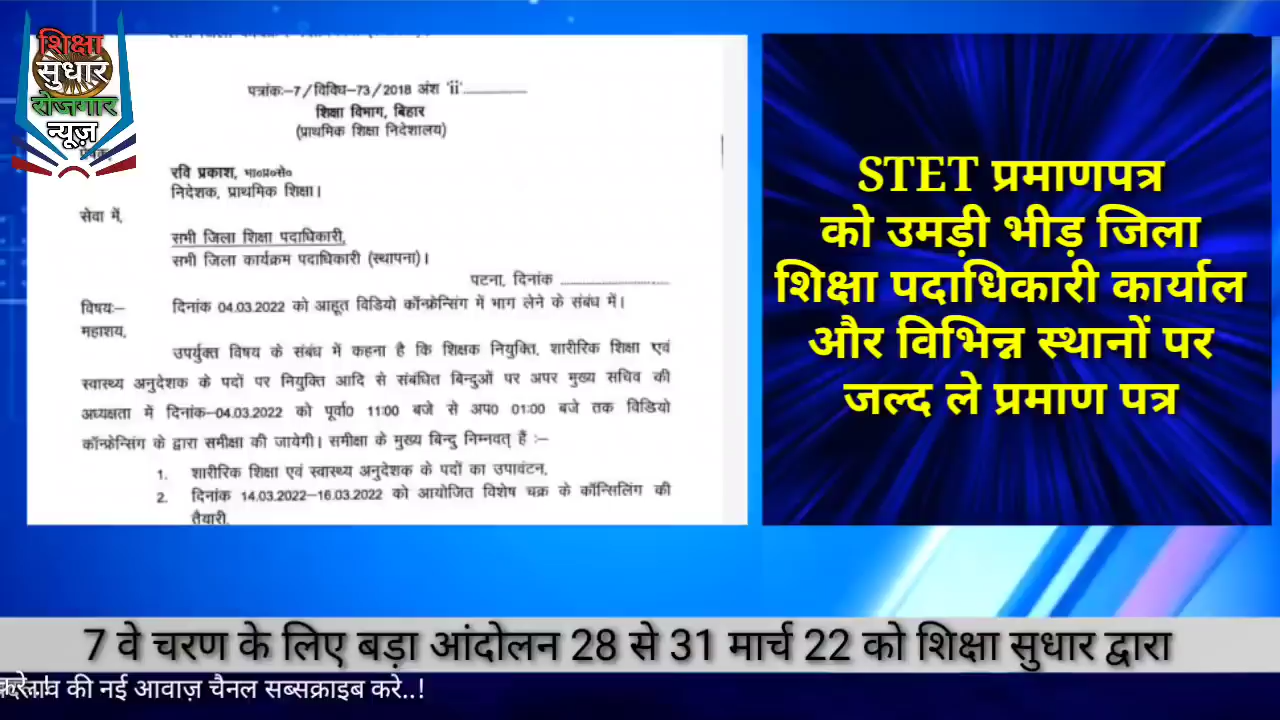 शिक्षा
सुधार
रोजगार
न्यूज़
पत्रांकः–7/विविध–73/2018 अंश 'ii'
शिक्षा विभाग, बिहार
(प्राथमिक शिक्षा निदेशालय)
रवि प्रकाश, भा०प्र०से०
निदेशक, प्राथमिक शिक्षा।
सेवा में,
सभी जिला शिक्षा पदाधिकारी,
सभी जिला कार्यक्रम पदाधिकारी (स्थापना)।
पटना, दिनांक
विषयः– दिनांक 04.03.2022 को आहूत विडियो कॉन्फ्रेन्सिंग में भाग लेने के संबंध में।
महाशय,
उपर्युक्त विषय के संबंध में कहना है कि शिक्षक नियुक्ति, शारीरिक शिक्षा एवं
स्वास्थ्य अनुदेशक के पदों पर नियुक्ति आदि से संबंधित बिन्दुओं पर अपर मुख्य सचिव की
अध्यक्षता में दिनांक–04.03.2022 को पूर्वा0 11:00 बजे से अप0 01:00 बजे तक विडियो
कॉन्फ्रेन्सिंग के द्वारा समीक्षा की जायेगी। समीक्षा के मुख्य बिन्दु निम्नवत् हैं :–
1. शारीरिक शिक्षा एवं स्वास्थ्य अनुदेशक के पदों का उपावंटन,
2. दिनांक 14.03.2022–16.03.2022 को आयोजित विशेष चक्र के कॉन्सिलिंग की
तैयारी,
STET प्रमाणपत्र
को उमड़ी भीड़ जिला
शिक्षा पदाधिकारी कार्याल
और विभिन्न स्थानों पर
जल्द ले प्रमाण पत्र
7 वे चरण के लिए बड़ा आंदोलन 28 से 31 मार्च 22 को शिक्षा सुधार द्वारा
की नई आवाज़ चैनल सब्सक्राइब करे..!